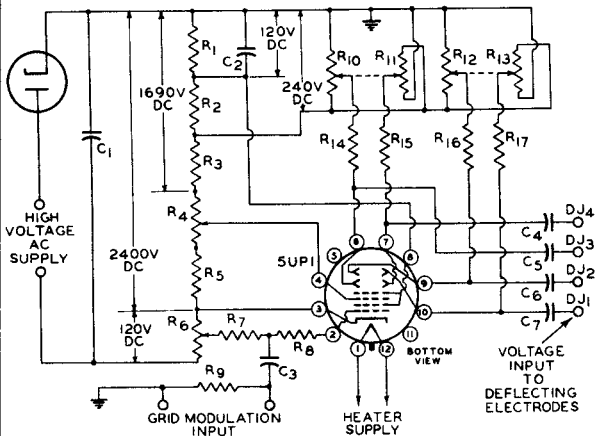 120V
DC
R1
C2
R10
R11
R12
R13
240V
DC
1690V
DC
R2
C1
R3
R14
R15
R16
R17
HIGH
VOLTAGE
AC
SUPPLY
R4
2400V
DC
R5
5UP1
5
6
7
8
4
9
3
10
2
11
1
12
BOTTOM
VIEW
C4
DJ4
C5
DJ3
C6
DJ2
C7
DJ1
120V
DC
R6
R7
R8
C3
R9
GRID MODULATION
INPUT
HEATER
SUPPLY
VOLTAGE
INPUT
TO
DEFLECTING
ELECTRODES